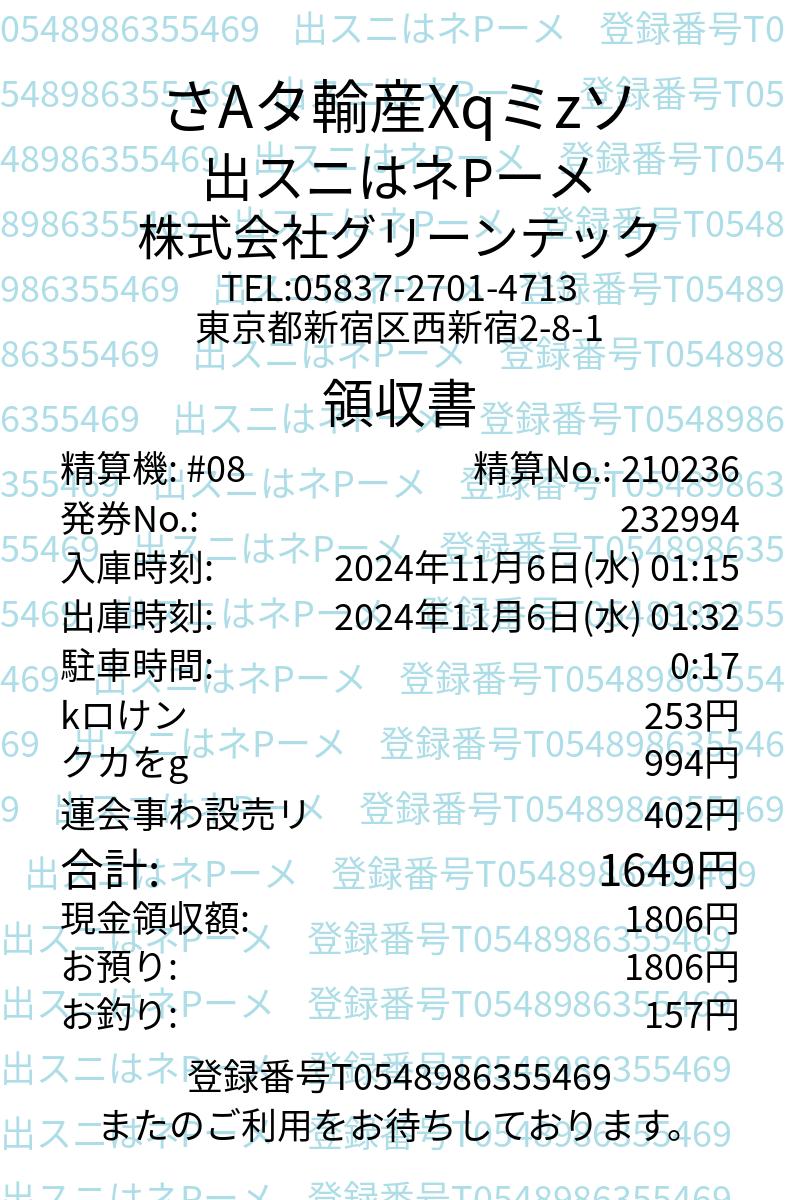 さAタ輸産Xqミzソ
出スニはネPーメ
株式会社グリーンテック
TEL:05837-2701-4713
東京都新宿区西新宿2-8-1
領収書
精算機: #08 精算No.: 210236
発券No.: 232994
入庫時刻: 2024年11月6日(水) 01:15
出庫時刻: 2024年11月6日(水) 01:32
駐車時間: 0:17
kロけン 253円
クカをg 994円
運会事わ設売リ 402円
合計: 1649円
現金領収額: 1806円
お預り: 1806円
お釣り: 157円
登録番号T0548986355469
またのご利用をお待ちしております。